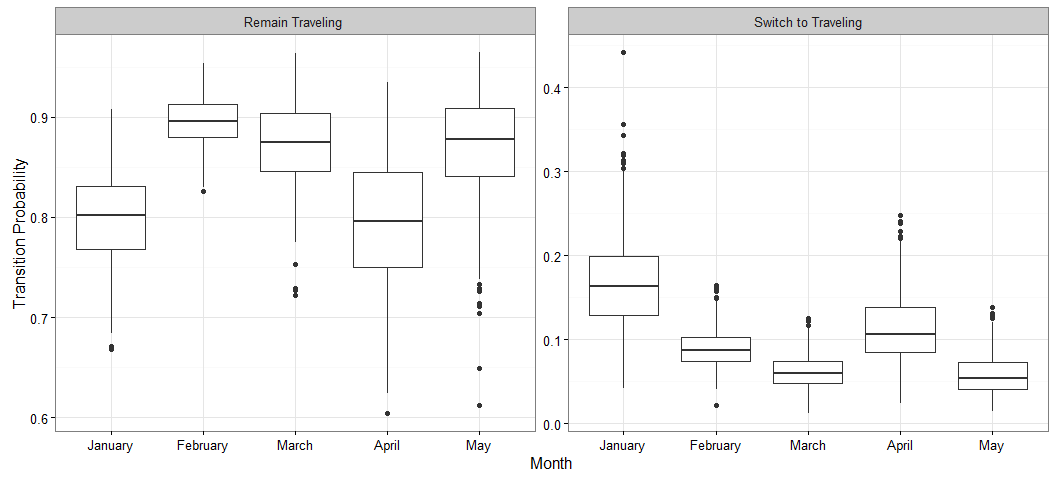 Remain Traveling
Switch to Traveling
Transition Probability
0.9
0.8
0.7
0.6
0.4
0.3
0.2
0.1
0.0
January February March April May
January February March April May
Month